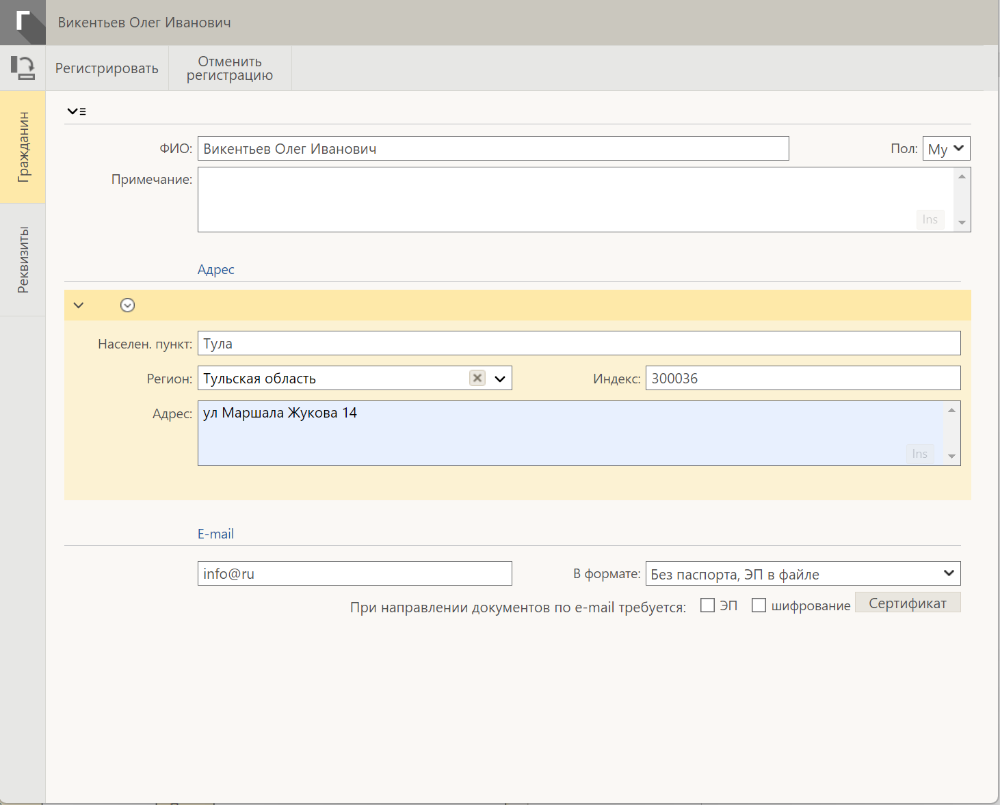 Г
Викентьев Олег Иванович
Регистрировать
Отменить
регистрацию
Гражданин
Реквизиты
ФИО: Викентьев Олег Иванович Пол: Му
Примечание:
Ins
Адрес
Населен. пункт: Тула
Регион: Тульская область Индекс: 300036
Адрес: ул Маршала Жукова 14
Ins
E-mail
info@ru В формате: Без паспорта, ЭП в файле
При направлении документов по e-mail требуется: ЭП шифрование Сертификат